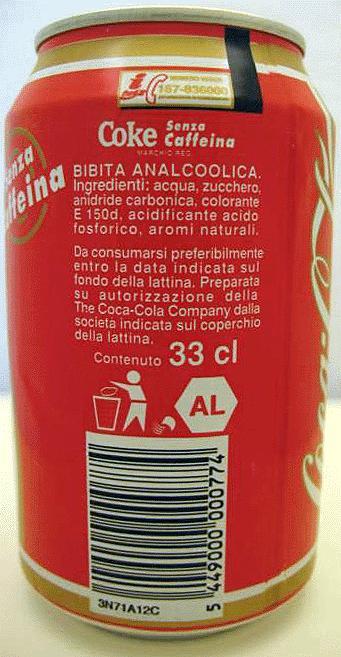 NUMERO VERDE
167-836000
Coke Senza Caffeina
MARCHIO REG.
Senza
Caffeina
BIBITA ANALCOOLICA.
Ingredienti: acqua, zucchero,
anidride carbonica, colorante
E 150d, acidificante acido
fosforico, aromi naturali.
Da consumarsi preferibilmente
entro la data indicata sul
fondo della lattina. Preparata
su autorizzazione della
The Coca-Cola Company dalla
società indicata sul coperchio
della lattina.
Contenuto 33 cl
AL
5 449000 000774
3N71A12C